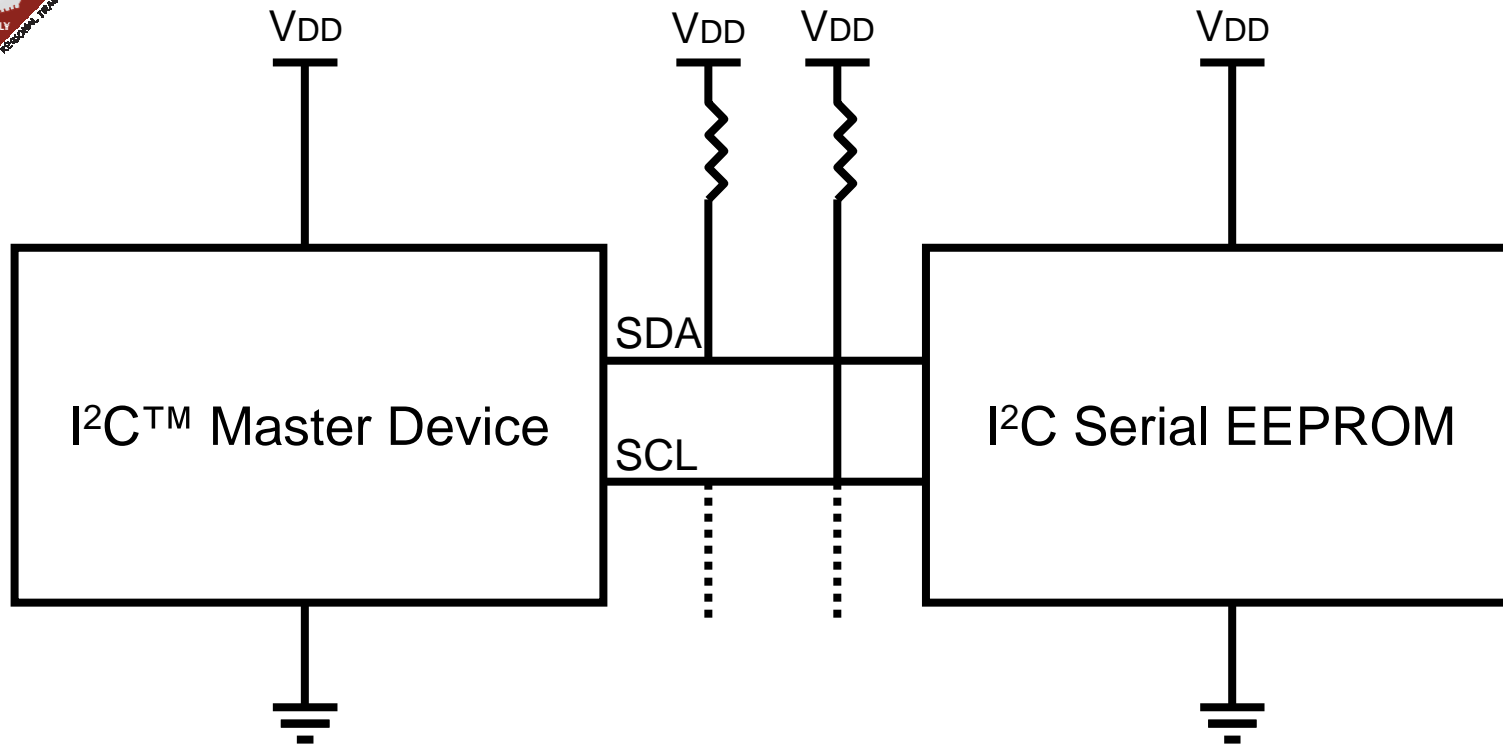 VDD
VDD
VDD
VDD
SDA
I²C™ Master Device
I²C Serial EEPROM
SCL